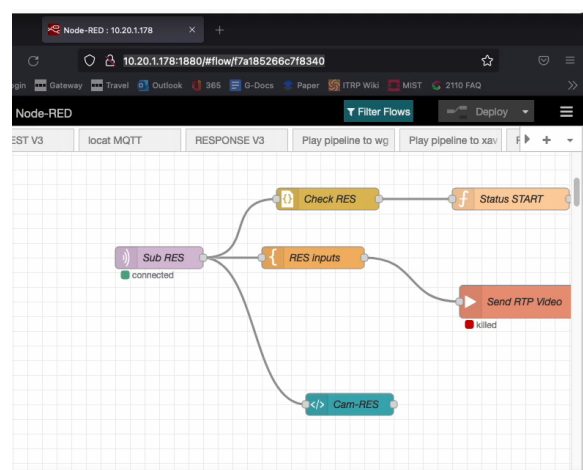 Node-RED : 10.20.1.178
10.20.1.178:1880/#flow/f7a185266c7f8340
Gateway Travel Outlook 365 G-Docs Paper ITRP Wiki MIST 2110 FAQ
Node-RED Filter Flows Deploy
EST V3 locat MQTT RESPONSE V3 Play pipeline to wg Play pipeline to xav
Check RES
Status START
Sub RES
connected
RES inputs
Send RTP Video
killed
Cam-RES